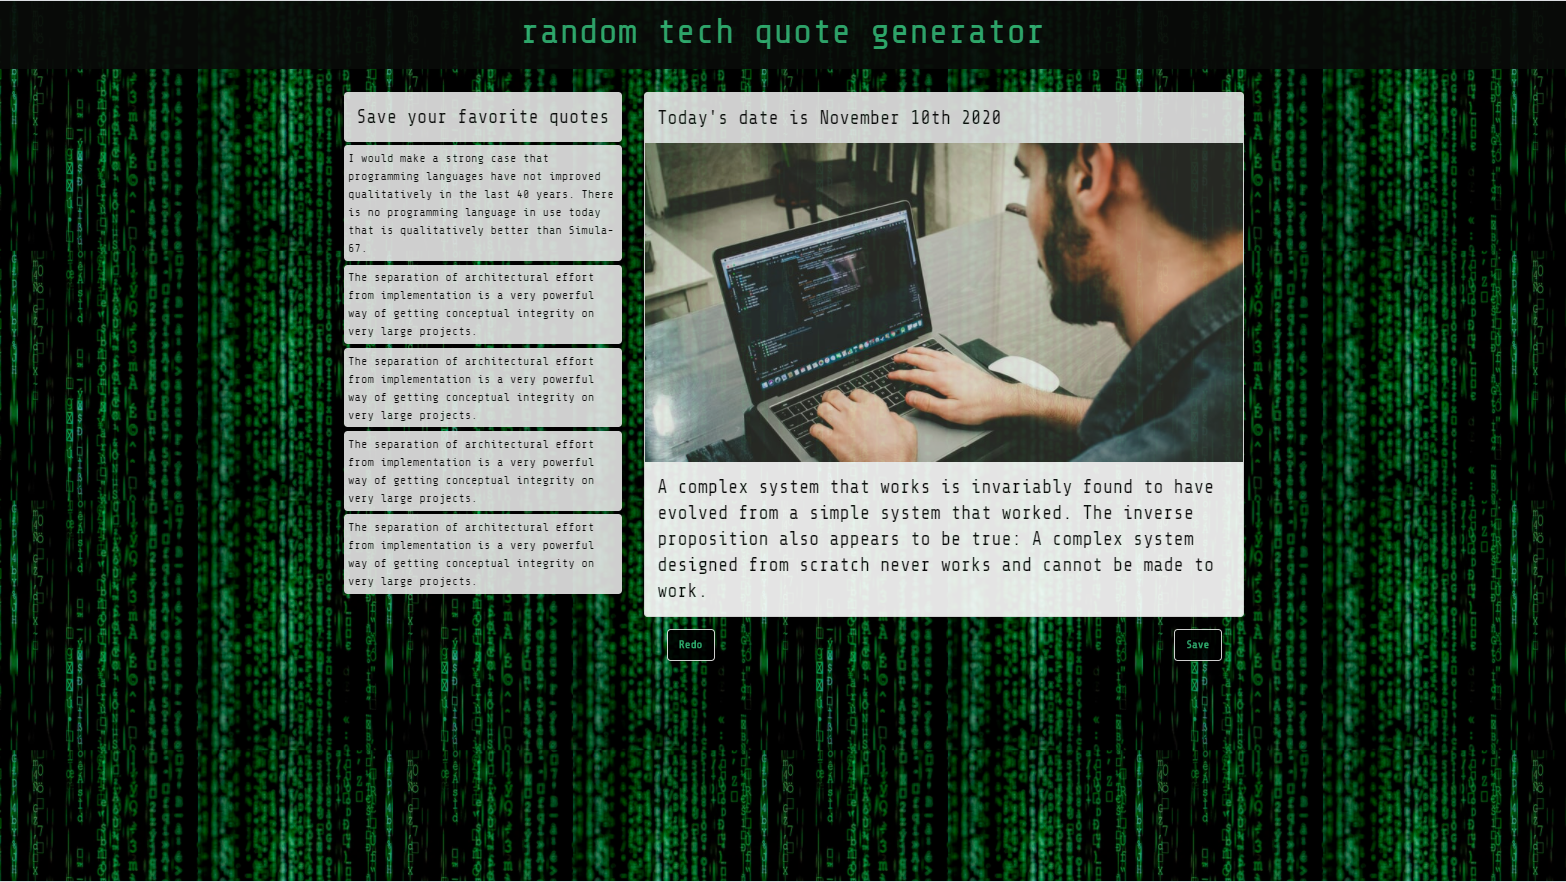 random tech quote generator
Save your favorite quotes
I would make a strong case that
programming languages have not improved
qualitatively in the last 40 years. There
is no programming language in use today
that is qualitatively better than Simula-
67.
The separation of architectural effort
from implementation is a very powerful
way of getting conceptual integrity on
very large projects.
The separation of architectural effort
from implementation is a very powerful
way of getting conceptual integrity on
very large projects.
The separation of architectural effort
from implementation is a very powerful
way of getting conceptual integrity on
very large projects.
The separation of architectural effort
from implementation is a very powerful
way of getting conceptual integrity on
very large projects.
Today's date is November 10th 2020
A complex system that works is invariably found to have
evolved from a simple system that worked. The inverse
proposition also appears to be true: A complex system
designed from scratch never works and cannot be made to
work.
Redo
Save